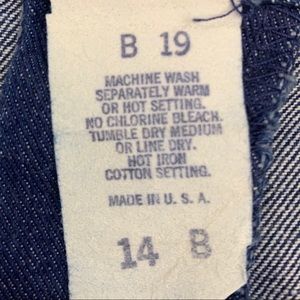 B 19
MACHINE WASH
SEPARATELY WARM
OR HOT SETTING.
NO CHLORINE BLEACH.
TUMBLE DRY MEDIUM
OR LINE DRY.
HOT IRON
COTTON SETTING.
MADE IN U. S. A.
14 B